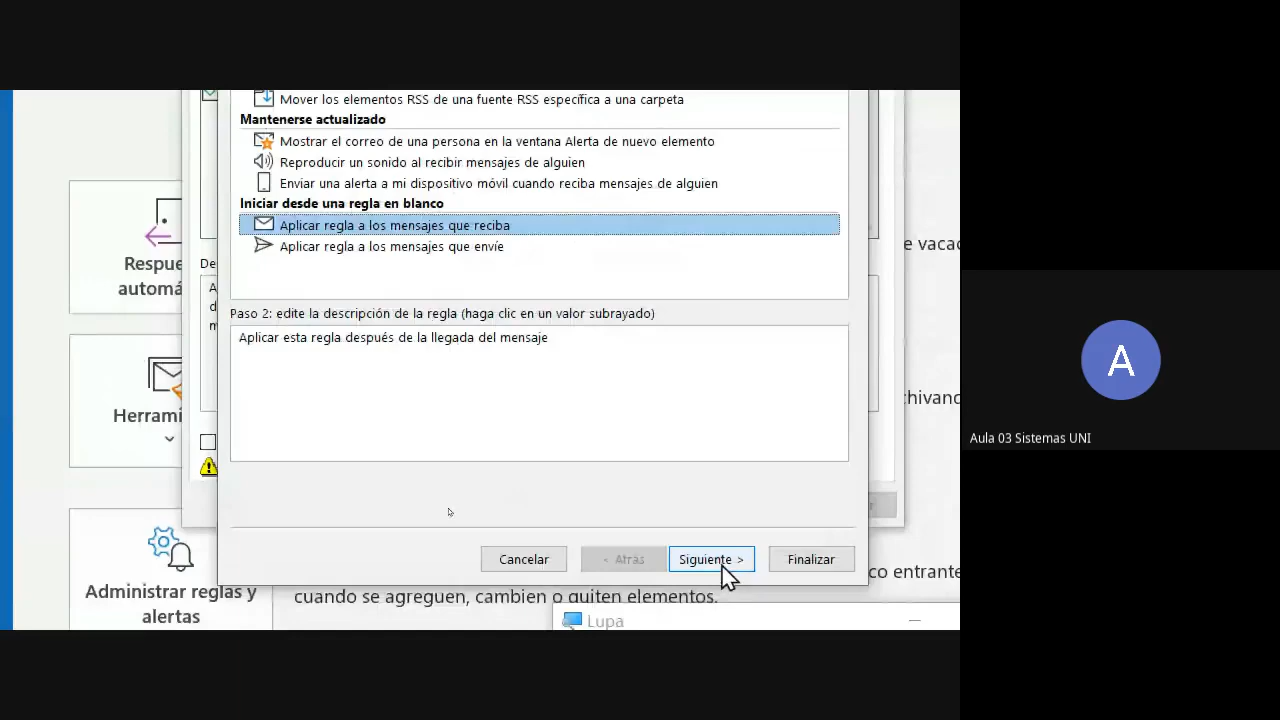 Mover los elementos RSS de una fuente RSS específica a una carpeta
Mantenerse actualizado
Mostrar el correo de una persona en la ventana Alerta de nuevo elemento
Reproducir un sonido al recibir mensajes de alguien
Enviar una alerta a mi dispositivo móvil cuando reciba mensajes de alguien
Iniciar desde una regla en blanco
Aplicar regla a los mensajes que reciba
Aplicar regla a los mensajes que envíe
Paso 2: edite la descripción de la regla (haga clic en un valor subrayado)
Aplicar esta regla después de la llegada del mensaje
Cancelar
< Atrás
Siguiente >
Finalizar
Respue
automá
Herrami
Administrar reglas y
alertas
De
A
d
m
e vacac
chivand
r
co entrante
cuando se agreguen, cambien o quiten elementos.
Lupa
A
Aula 03 Sistemas UNI